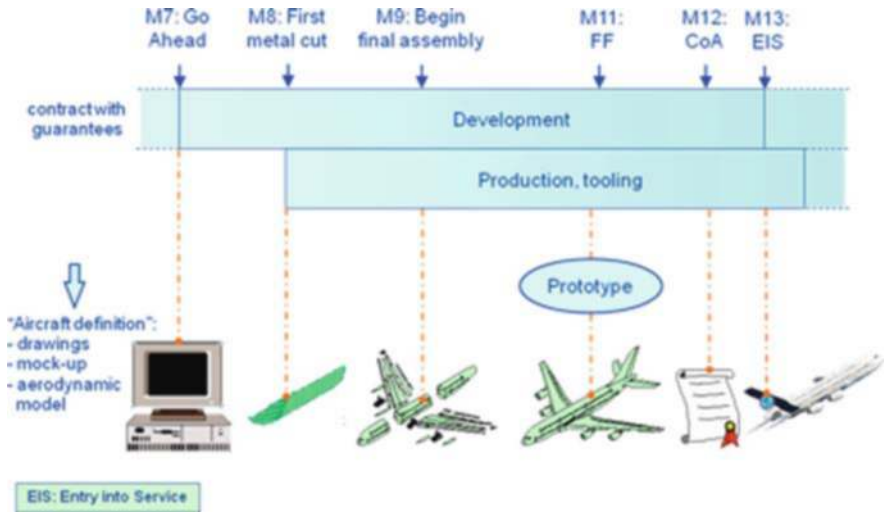 M7: Go
Ahead
M8: First
metal cut
M9: Begin
final assembly
M11:
FF
M12:
CoA
M13:
EIS
contract with
guarantees
Development
Production, tooling
Prototype
"Aircraft definition":
- drawings
- mock-up
- aerodynamic
model
EIS: Entry into Service